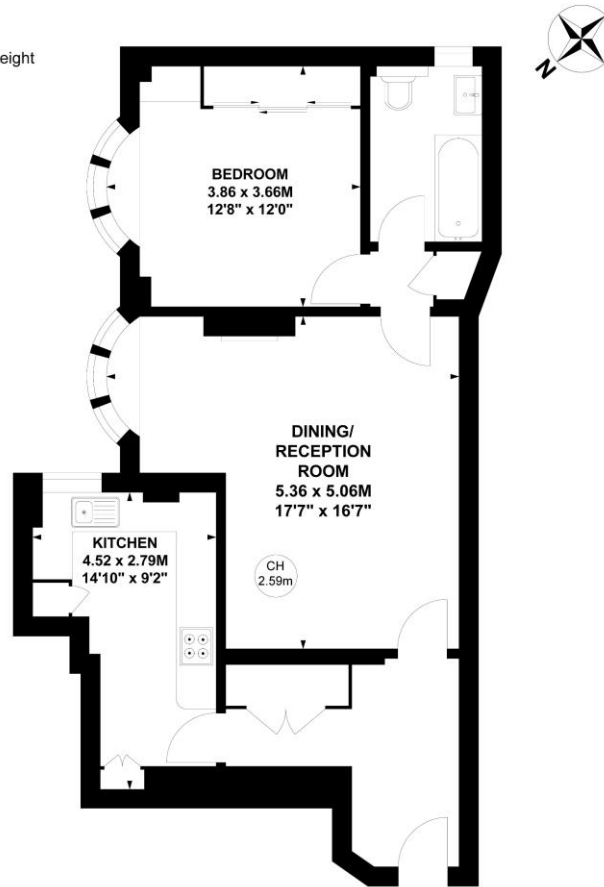 eight
N
BEDROOM
3.86 x 3.66M
12'8" x 12'0"
DINING/
RECEPTION
ROOM
5.36 x 5.06M
17'7" x 16'7"
CH
2.59m
KITCHEN
4.52 x 2.79M
14'10" x 9'2"